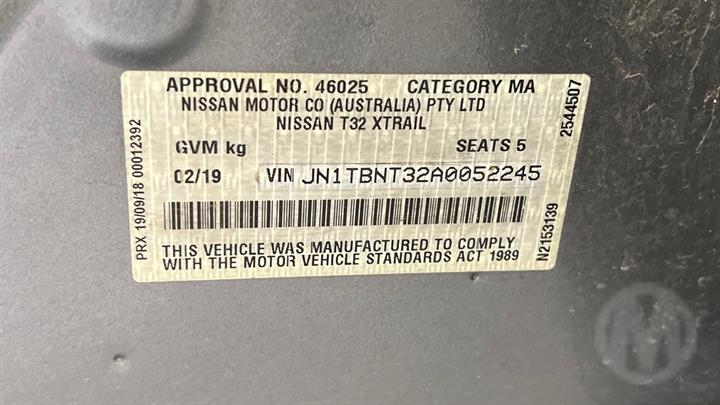 APPROVAL NO. 46025 CATEGORY MA
NISSAN MOTOR CO (AUSTRALIA) PTY LTD
NISSAN T32 XTRAIL
GVM kg SEATS 5
02/19 VIN JN1TBNT32A0052245
THIS VEHICLE WAS MANUFACTURED TO COMPLY
WITH THE MOTOR VEHICLE STANDARDS ACT 1989
PRX 19/09/18 00012392
2544507
N2153139
M